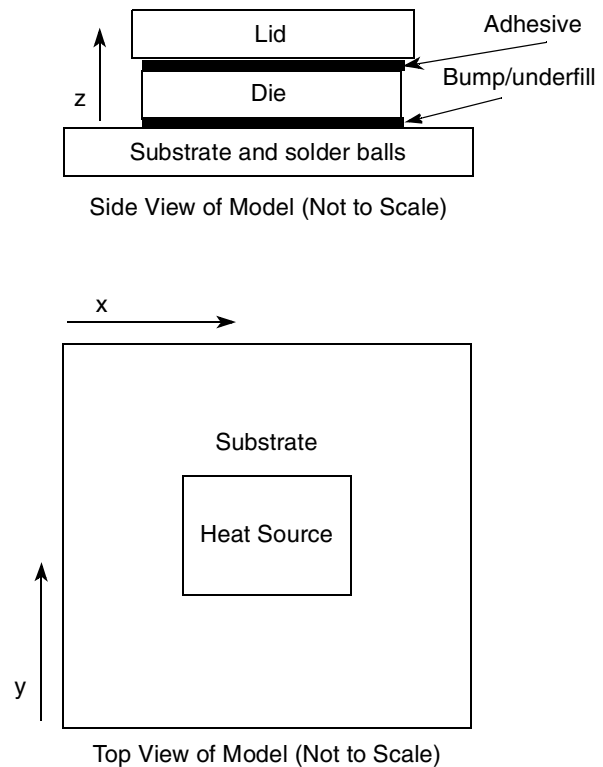 Lid
Adhesive
z
Die
Bump/underfill
Substrate and solder balls
Side View of Model (Not to Scale)
x
Substrate
Heat Source
y
Top View of Model (Not to Scale)